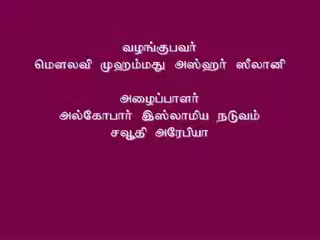 வழங்குபவர்
மௌலவி முஹம்மது அஸ்ஹர் ஸீலானி
அழைப்பாளர்
அல்கோபார் இஸ்லாமிய நடுவம்
சவூதி அரேபியா